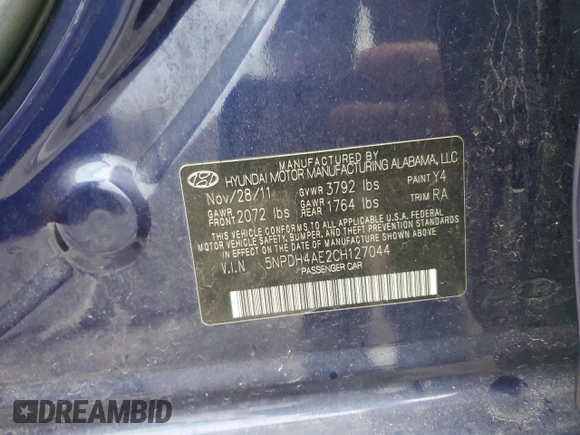 MANUFACTURED BY
HYUNDAI MOTOR MANUFACTURING ALABAMA, LLC
Nov/28/11 GVWR 3792 lbs PAINT Y4
GAWR FRONT 2072 lbs GAWR REAR 1764 lbs TRIM RA
THIS VEHICLE CONFORMS TO ALL APPLICABLE U.S.A. FEDERAL
MOTOR VEHICLE SAFETY, BUMPER, AND THEFT PREVENTION
STANDARDS IN EFFECT ON THE DATE OF MANUFACTURE SHOWN ABOVE.
V.I.N 5NPDH4AE2CH127044
PASSENGER CAR
DREAMBID